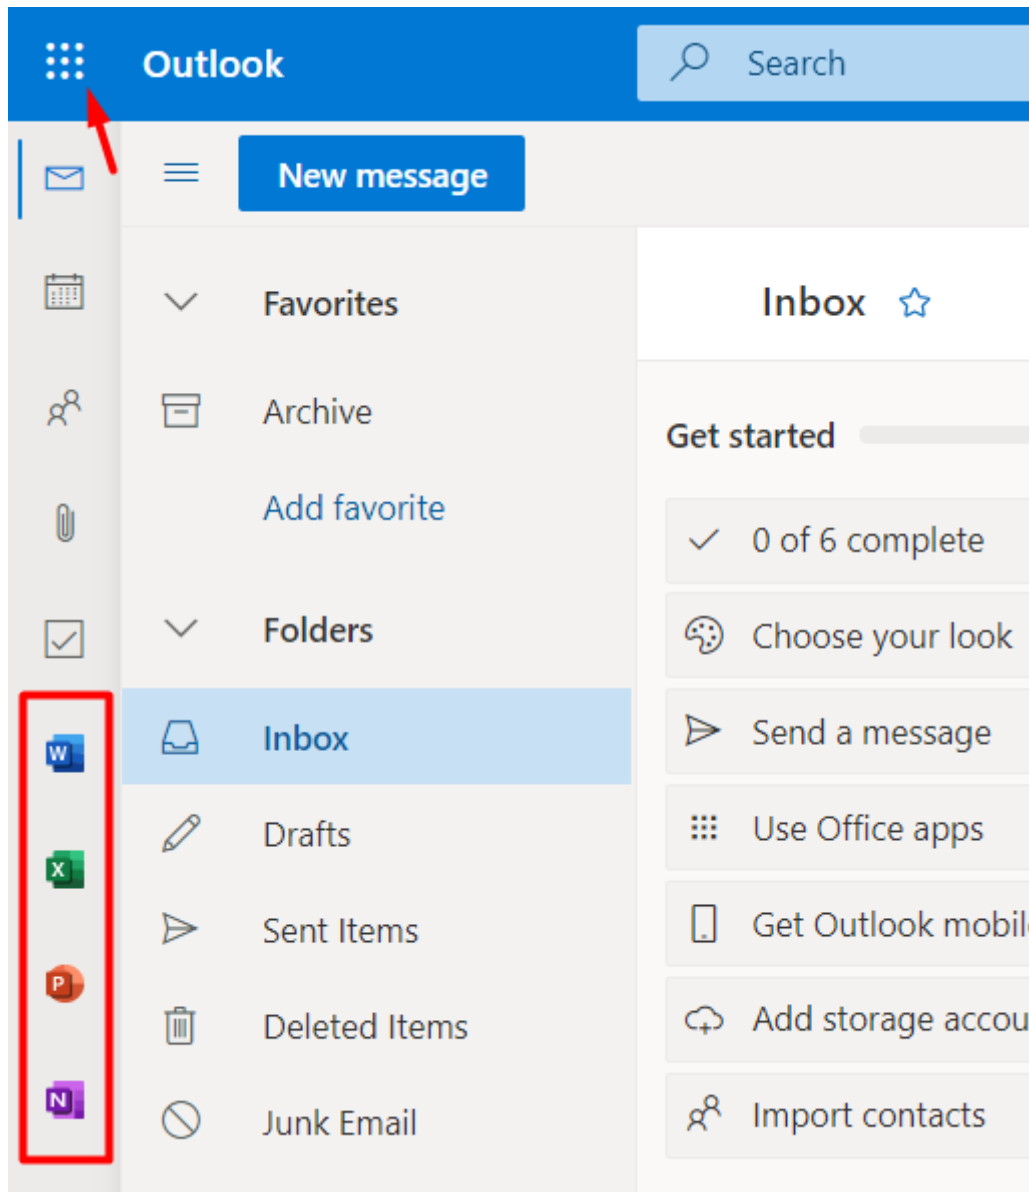 Outlook
Search
New message
Favorites
Archive
Add favorite
Folders
Inbox
Drafts
Sent Items
Deleted Items
Junk Email
Inbox
Get started
0 of 6 complete
Choose your look
Send a message
Use Office apps
Get Outlook mobil
Add storage accou
Import contacts
W
X
P
N